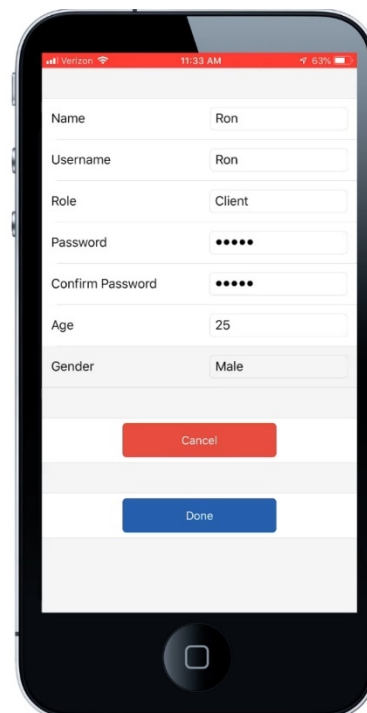 Verizon 11:33 AM 63%
Name Ron
Username Ron
Role Client
Password •••••
Confirm Password •••••
Age 25
Gender Male
Cancel
Done